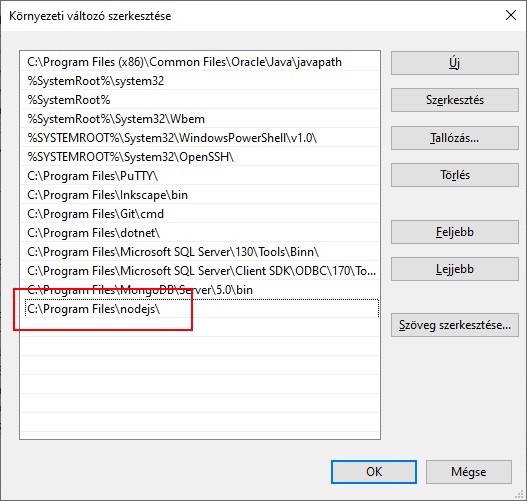 Környezeti változó szerkesztése
C:\Program Files (x86)\Common Files\Oracle\Java\javapath
%SystemRoot%\system32
%SystemRoot%
%SystemRoot%\System32\Wbem
%SYSTEMROOT%\System32\WindowsPowerShell\v1.0\
%SYSTEMROOT%\System32\OpenSSH\
C:\Program Files\PuTTY\
C:\Program Files\Inkscape\bin
C:\Program Files\Git\cmd
C:\Program Files\dotnet\
C:\Program Files\Microsoft SQL Server\130\Tools\Binn\
C:\Program Files\Microsoft SQL Server\Client SDK\ODBC\170\To...
C:\Program Files\MongoDB\Server\5.0\bin
C:\Program Files\nodejs\
Új
Szerkesztés
Tallózás...
Törlés
Feljebb
Lejjebb
Szöveg szerkesztése...
OK
Mégse